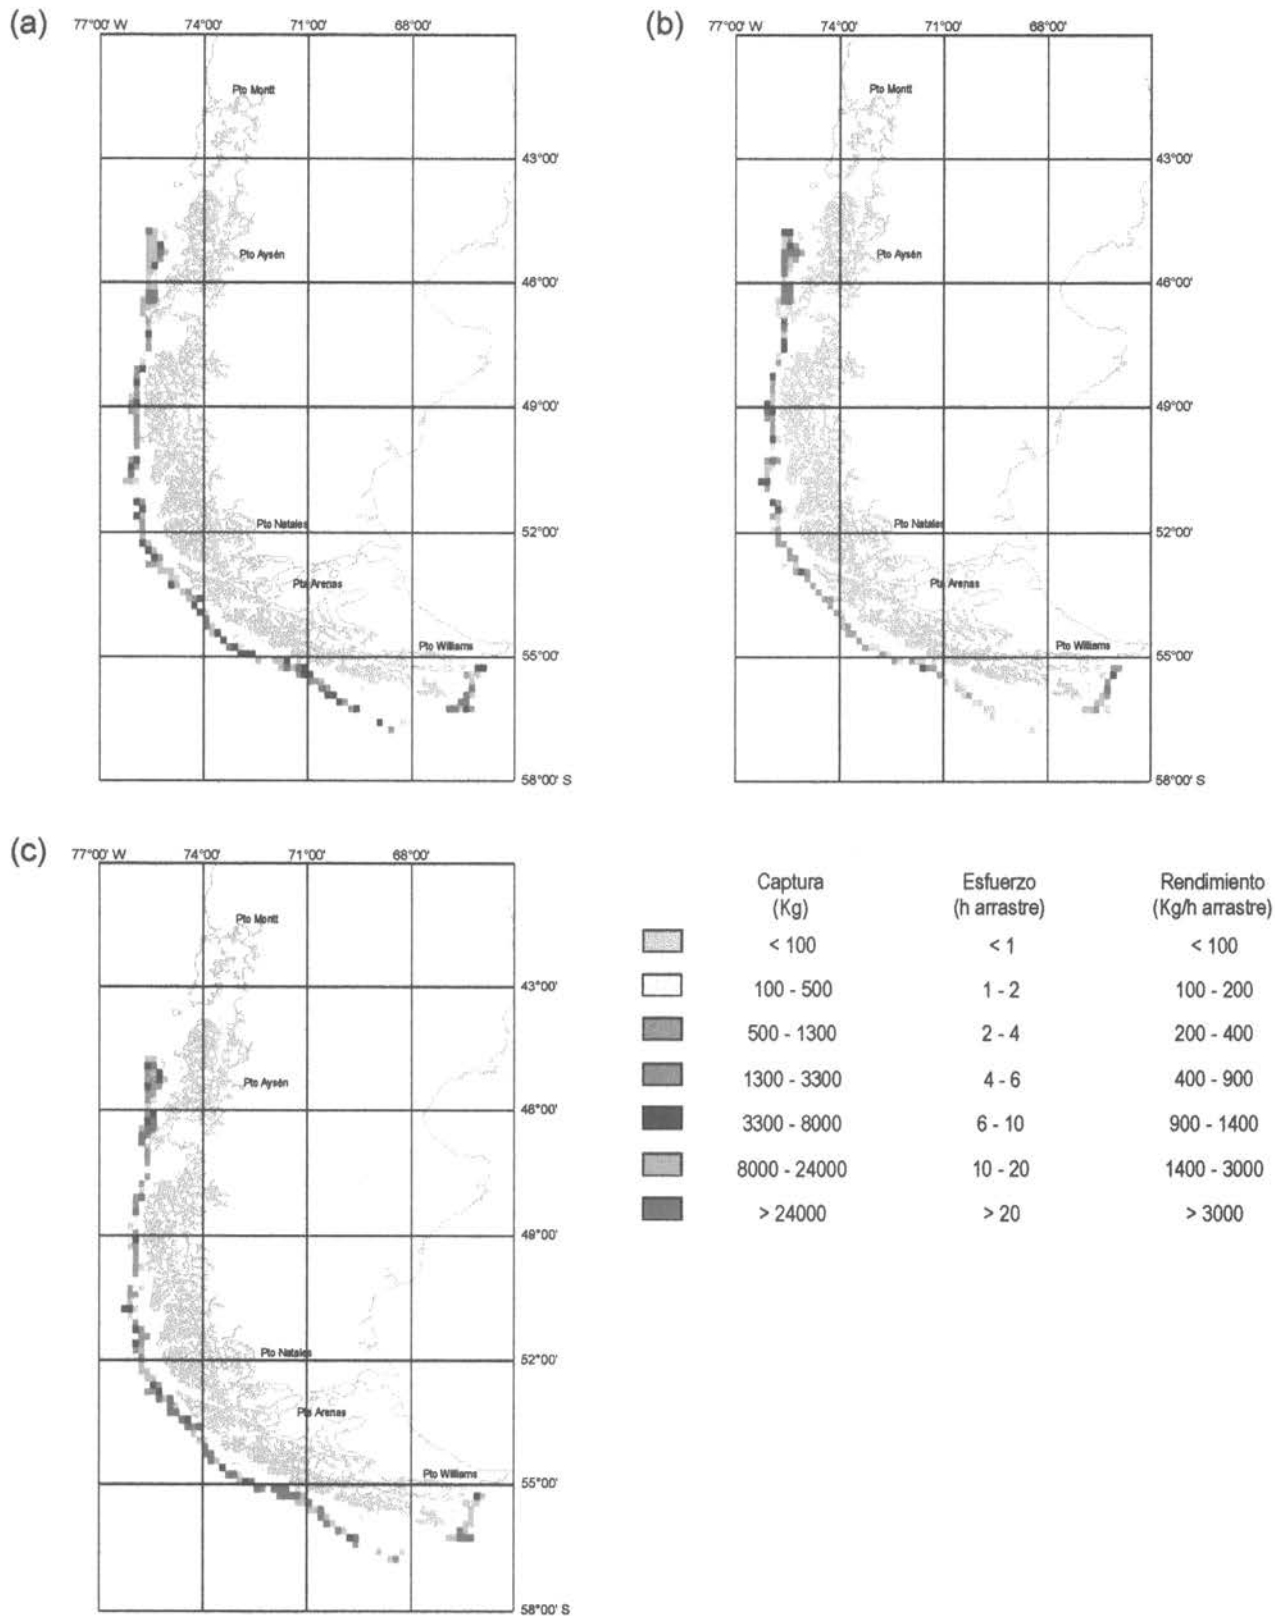 (a)
77°00' W 74°00' 71°00' 68°00'
Pto Montt
43°00'
Pto Aysén
46°00'
49°00'
Pto Natales
52°00'
Pta Arenas
Pto Williams
55°00'
58°00' S
(b)
77°00' W 74°00' 71°00' 68°00'
Pto Montt
43°00'
Pto Aysén
46°00'
49°00'
Pto Natales
52°00'
Pta Arenas
Pto Williams
55°00'
58°00' S
(c)
77°00' W 74°00' 71°00' 68°00'
Pto Montt
43°00'
Pto Aysén
46°00'
49°00'
Pto Natales
52°00'
Pta Arenas
Pto Williams
55°00'
58°00' S
Captura Esfuerzo Rendimiento
(Kg) (h arrastre) (Kg/h arrastre)
< 100 < 1 < 100
100 - 500 1 - 2 100 - 200
500 - 1300 2 - 4 200 - 400
1300 - 3300 4 - 6 400 - 900
3300 - 8000 6 - 10 900 - 1400
8000 - 24000 10 - 20 1400 - 3000
> 24000 > 20 > 3000